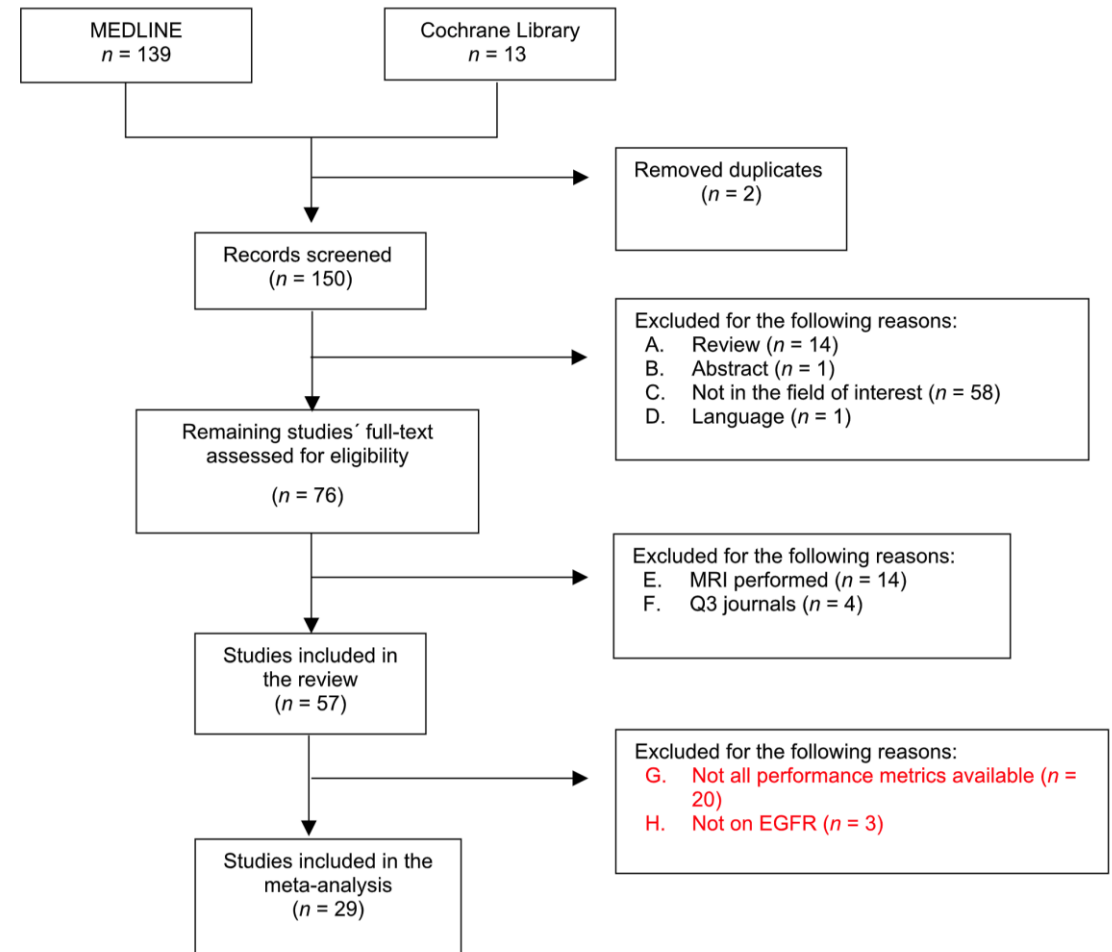 MEDLINE
n = 139
Cochrane Library
n = 13
Removed duplicates
(n = 2)
Records screened
(n = 150)
Excluded for the following reasons:
A. Review (n = 14)
B. Abstract (n = 1)
C. Not in the field of interest (n = 58)
D. Language (n = 1)
Remaining studies´ full-text
assessed for eligibility
(n = 76)
Excluded for the following reasons:
E. MRI performed (n = 14)
F. Q3 journals (n = 4)
Studies included in
the review
(n = 57)
Excluded for the following reasons:
G. Not all performance metrics available (n =
20)
H. Not on EGFR (n = 3)
Studies included in the
meta-analysis
(n = 29)